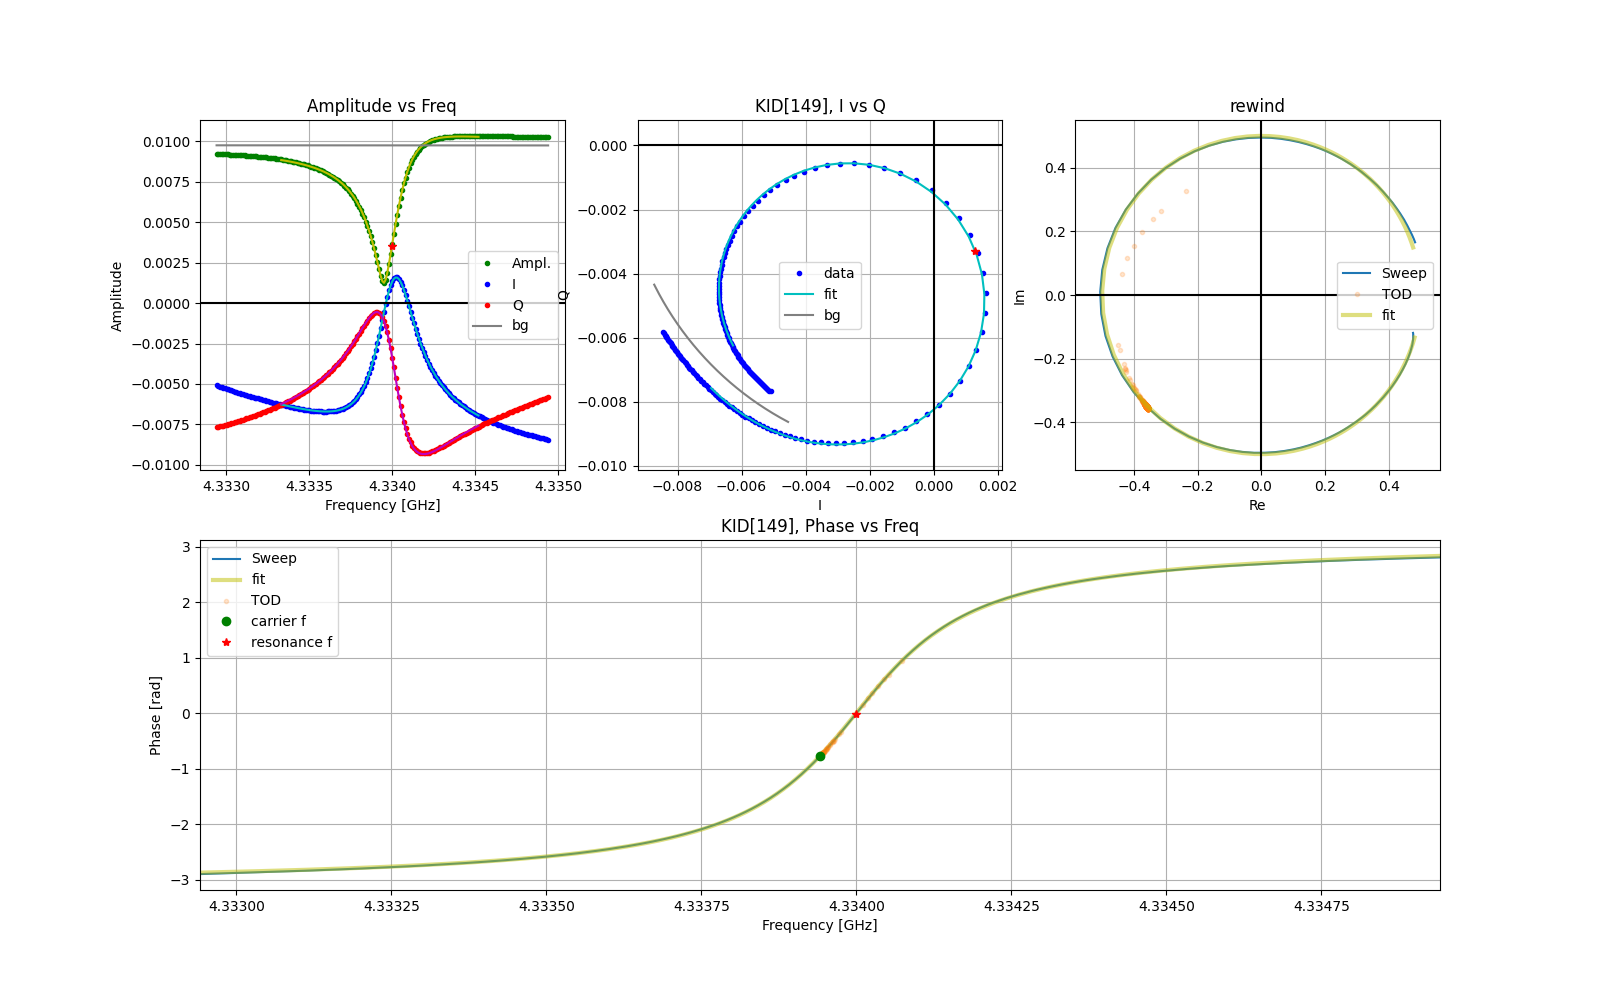 Amplitude vs Freq
Amplitude
0.0100
0.0075
0.0050
0.0025
0.0000
−0.0025
−0.0050
−0.0075
−0.0100
Ampl.
I
Q
bg
4.3330
4.3335
4.3340
4.3345
4.3350
Frequency [GHz]
KID[149], I vs Q
Q
0.000
−0.002
−0.004
−0.006
−0.008
−0.010
data
fit
bg
−0.008
−0.006
−0.004
−0.002
0.000
0.002
I
rewind
Im
0.4
0.2
0.0
−0.2
−0.4
Sweep
TOD
fit
−0.4
−0.2
0.0
0.2
0.4
Re
KID[149], Phase vs Freq
Phase [rad]
3
2
1
0
−1
−2
−3
Sweep
fit
TOD
carrier f
resonance f
4.33300
4.33325
4.33350
4.33375
4.33400
4.33425
4.33450
4.33475
Frequency [GHz]